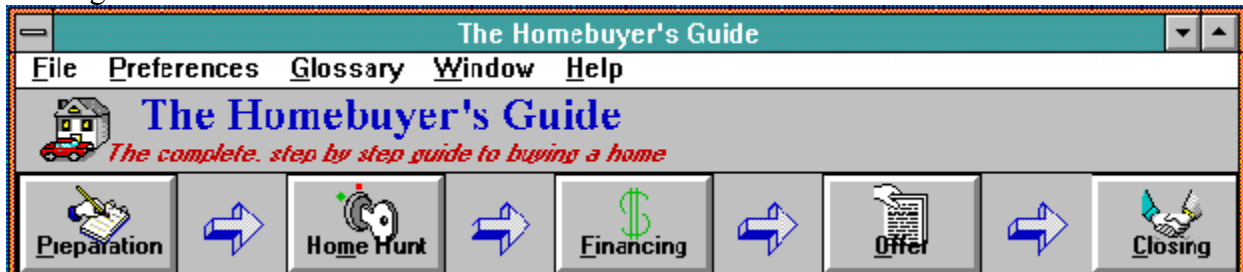 The Homebuyer's Guide
File Preferences Glossary Window Help
The Homebuyer's Guide
The complete. step by step guide to buying a home
Preparation Home Hunt Financing Offer Closing